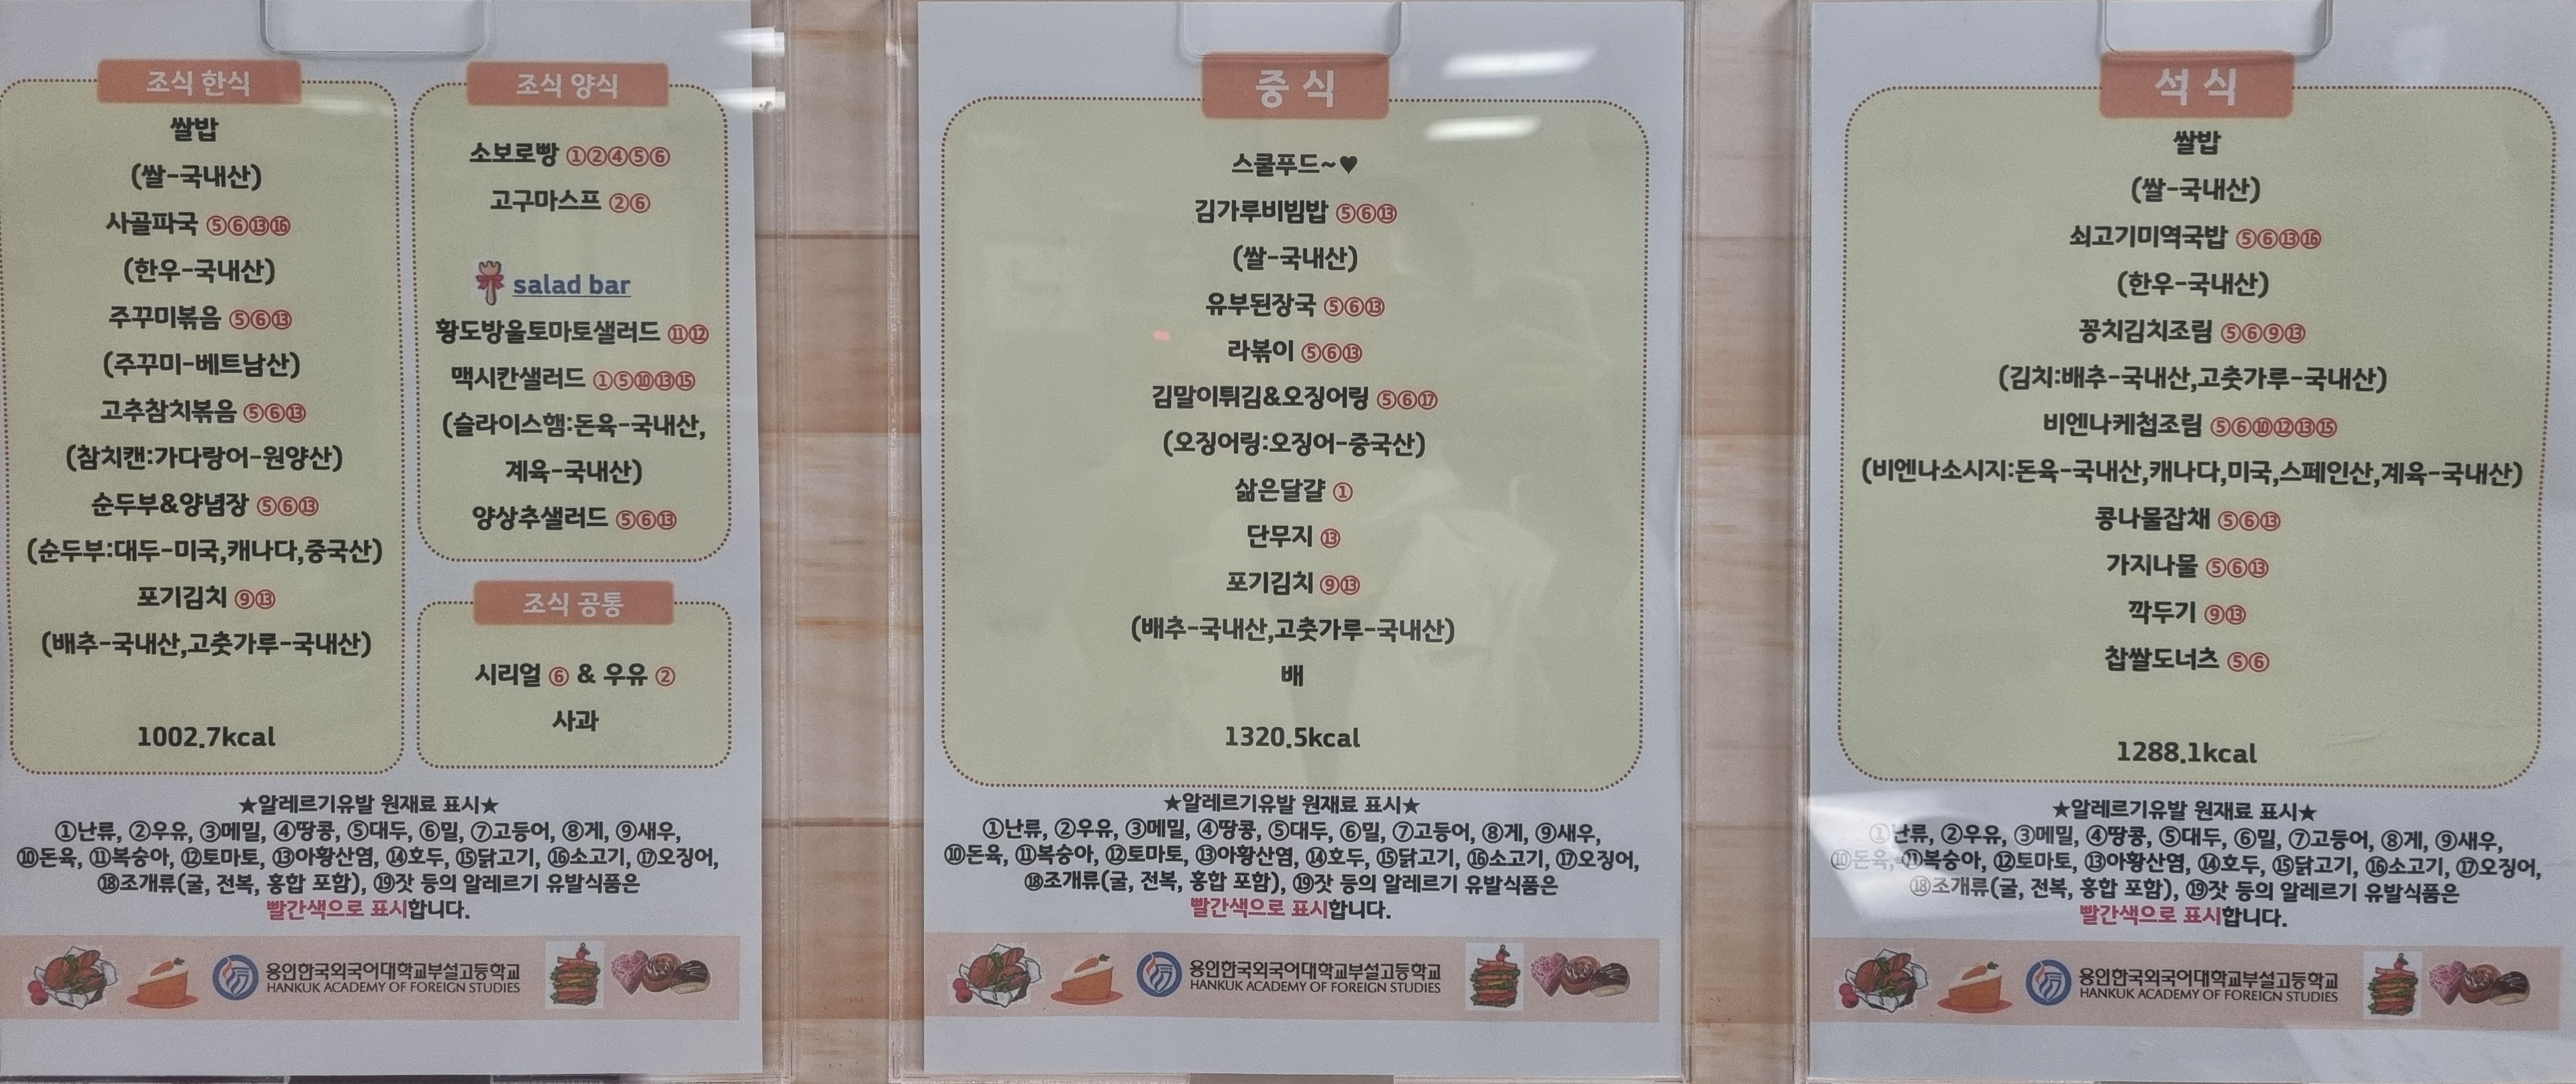 조식 한식
쌀밥
(쌀-국내산)
사골파국 ⑤⑥⑬⑯
(한우-국내산)
주꾸미볶음 ⑤⑥⑬
(주꾸미-베트남산)
고추참치볶음 ⑤⑥⑬
(참치캔:가다랑어-원양산)
순두부&양념장 ⑤⑥⑬
(순두부:대두-미국,캐나다,중국산)
포기김치 ⑨⑬
(배추-국내산,고춧가루-국내산)
1002.7kcal
조식 양식
소보로빵 ①②④⑤⑥
고구마스프 ②⑥
salad bar
황도방울토마토샐러드 ⑪⑫
맥시칸샐러드 ①⑤⑩⑬⑮
(슬라이스햄:돈육-국내산,
계육-국내산)
양상추샐러드 ⑤⑥⑬
조식 공통
시리얼 ⑥ & 우유 ②
사과
★알레르기유발 원재료 표시★
①난류, ②우유, ③메밀, ④땅콩, ⑤대두, ⑥밀, ⑦고등어, ⑧게, ⑨새우,
⑩돈육, ⑪복숭아, ⑫토마토, ⑬아황산염, ⑭호두, ⑮닭고기, ⑯소고기, ⑰오징어,
⑱조개류(굴, 전복, 홍합 포함), ⑲잣 등의 알레르기 유발식품은
빨간색으로 표시합니다.
용인한국외국어대학교부설고등학교
HANKUK ACADEMY OF FOREIGN STUDIES
중식
스쿨푸드~♥
김가루비빔밥 ⑤⑥⑬
(쌀-국내산)
유부된장국 ⑤⑥⑬
라볶이 ⑤⑥⑬
김말이튀김&오징어링 ⑤⑥⑰
(오징어링:오징어-중국산)
삶은달걀 ①
단무지 ⑬
포기김치 ⑨⑬
(배추-국내산,고춧가루-국내산)
배
1320.5kcal
★알레르기유발 원재료 표시★
①난류, ②우유, ③메밀, ④땅콩, ⑤대두, ⑥밀, ⑦고등어, ⑧게, ⑨새우,
⑩돈육, ⑪복숭아, ⑫토마토, ⑬아황산염, ⑭호두, ⑮닭고기, ⑯소고기, ⑰오징어,
⑱조개류(굴, 전복, 홍합 포함), ⑲잣 등의 알레르기 유발식품은
빨간색으로 표시합니다.
용인한국외국어대학교부설고등학교
HANKUK ACADEMY OF FOREIGN STUDIES
석식
쌀밥
(쌀-국내산)
쇠고기미역국밥 ⑤⑥⑬⑯
(한우-국내산)
꽁치김치조림 ⑤⑥⑨⑬
(김치:배추-국내산,고춧가루-국내산)
비엔나케첩조림 ⑤⑥⑩⑫⑬⑮
(비엔나소시지:돈육-국내산,캐나다,미국,스페인산,계육-국내산)
콩나물잡채 ⑤⑥⑬
가지나물 ⑤⑥⑬
깍두기 ⑨⑬
찹쌀도너츠 ⑤⑥
1288.1kcal
★알레르기유발 원재료 표시★
①난류, ②우유, ③메밀, ④땅콩, ⑤대두, ⑥밀, ⑦고등어, ⑧게, ⑨새우,
⑩돈육, ⑪복숭아, ⑫토마토, ⑬아황산염, ⑭호두, ⑮닭고기, ⑯소고기, ⑰오징어,
⑱조개류(굴, 전복, 홍합 포함), ⑲잣 등의 알레르기 유발식품은
빨간색으로 표시합니다.
용인한국외국어대학교부설고등학교
HANKUK ACADEMY OF FOREIGN STUDIES